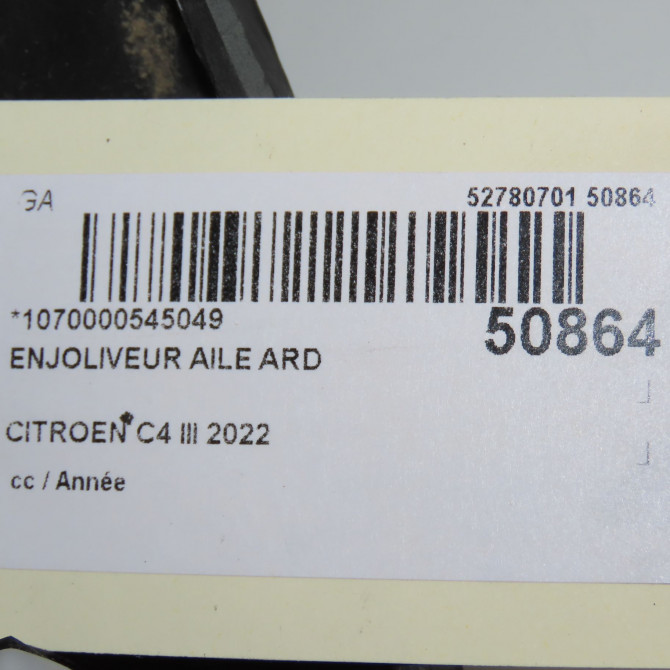 GA
52780701 50864
*1070000545049
50864
ENJOLIVEUR AILE ARD
CITROEN C4 III 2022
cc / Année